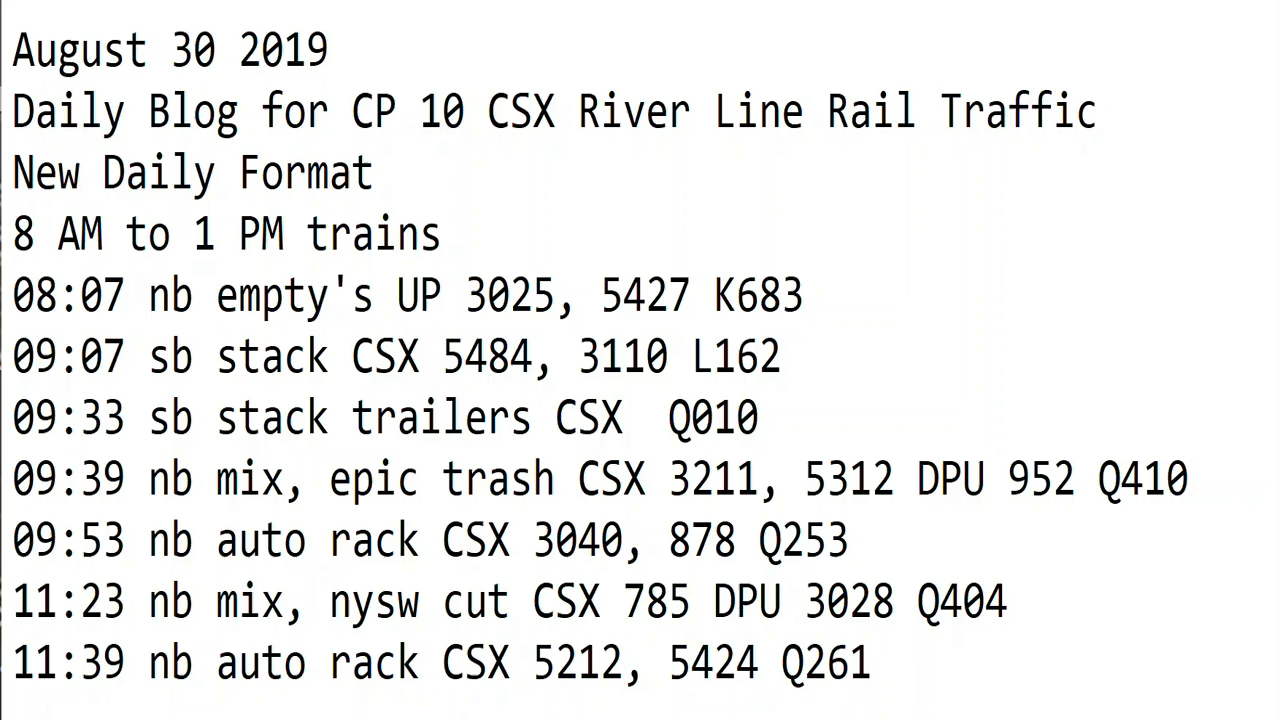 August 30 2019
Daily Blog for CP 10 CSX River Line Rail Traffic
New Daily Format
8 AM to 1 PM trains
08:07 nb empty's UP 3025, 5427 K683
09:07 sb stack CSX 5484, 3110 L162
09:33 sb stack trailers CSX  Q010
09:39 nb mix, epic trash CSX 3211, 5312 DPU 952 Q410
09:53 nb auto rack CSX 3040, 878 Q253
11:23 nb mix, nysw cut CSX 785 DPU 3028 Q404
11:39 nb auto rack CSX 5212, 5424 Q261